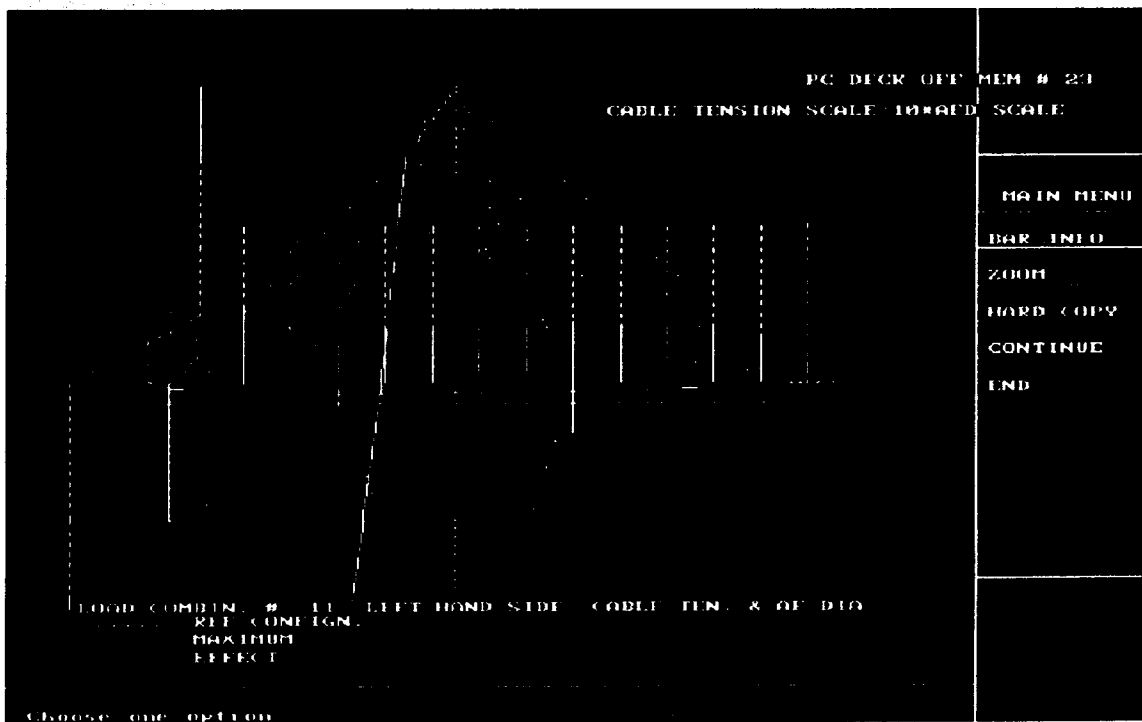 PC DECK OFF MEM # 23
CABLE TENSION SCALE 10*AFD SCALE
MAIN MENU
BAR INFO
ZOOM
HARD COPY
CONTINUE
END
LOAD COMBIN. # 11 LEFT HAND SIDE CABLE TEN. & AF DIA
REF CONFIGN.
MAXIMUM
EFFECT
Choose one option